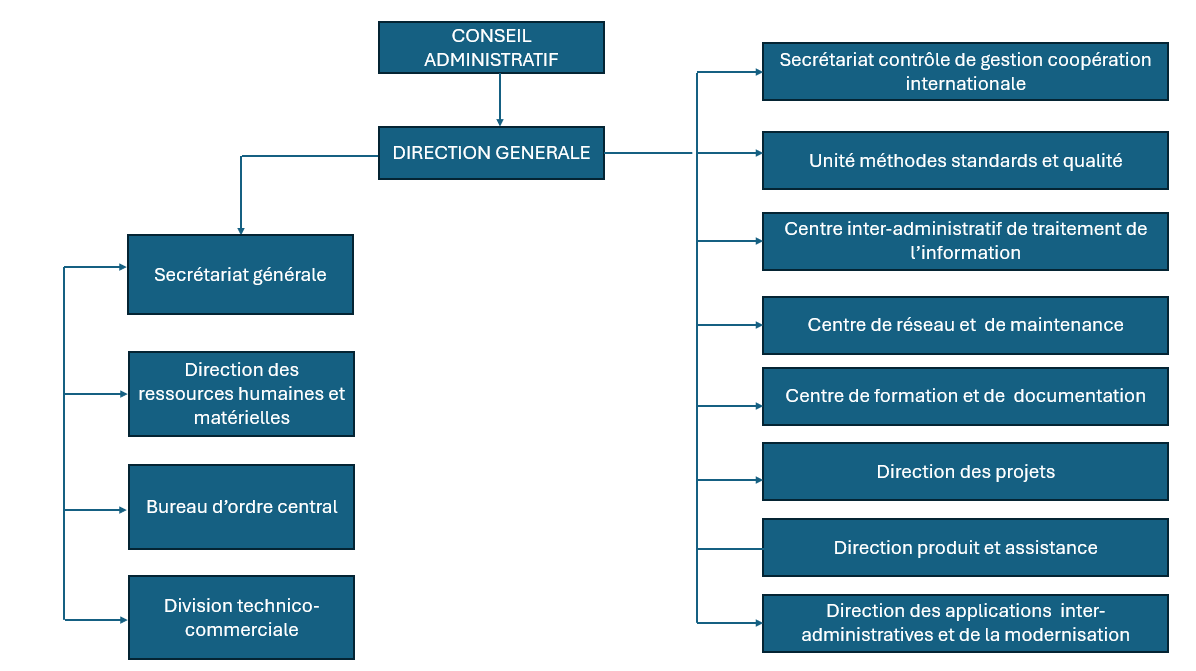 CONSEIL
ADMINISTRATIF
DIRECTION GENERALE
Secrétariat générale
Direction des
ressources humaines et
matérielles
Bureau d’ordre central
Division technico-
commerciale
Secrétariat contrôle de gestion coopération
internationale
Unité méthodes standards et qualité
Centre inter-administratif de traitement de
l’information
Centre de réseau et  de maintenance
Centre de formation et de  documentation
Direction des projets
Direction produit et assistance
Direction des applications  inter-
administratives et de la modernisation